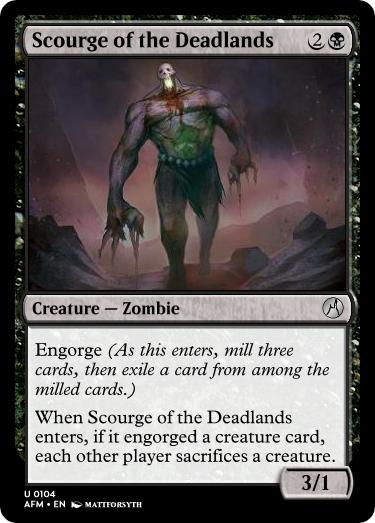 Scourge of the Deadlands 2
Creature — Zombie
Engorge (As this enters, mill three
cards, then exile a card from among the
milled cards.)
When Scourge of the Deadlands
enters, if it engorged a creature card,
each other player sacrifices a creature.
3/1
U 0104
AFM • EN MATTFORSYTH